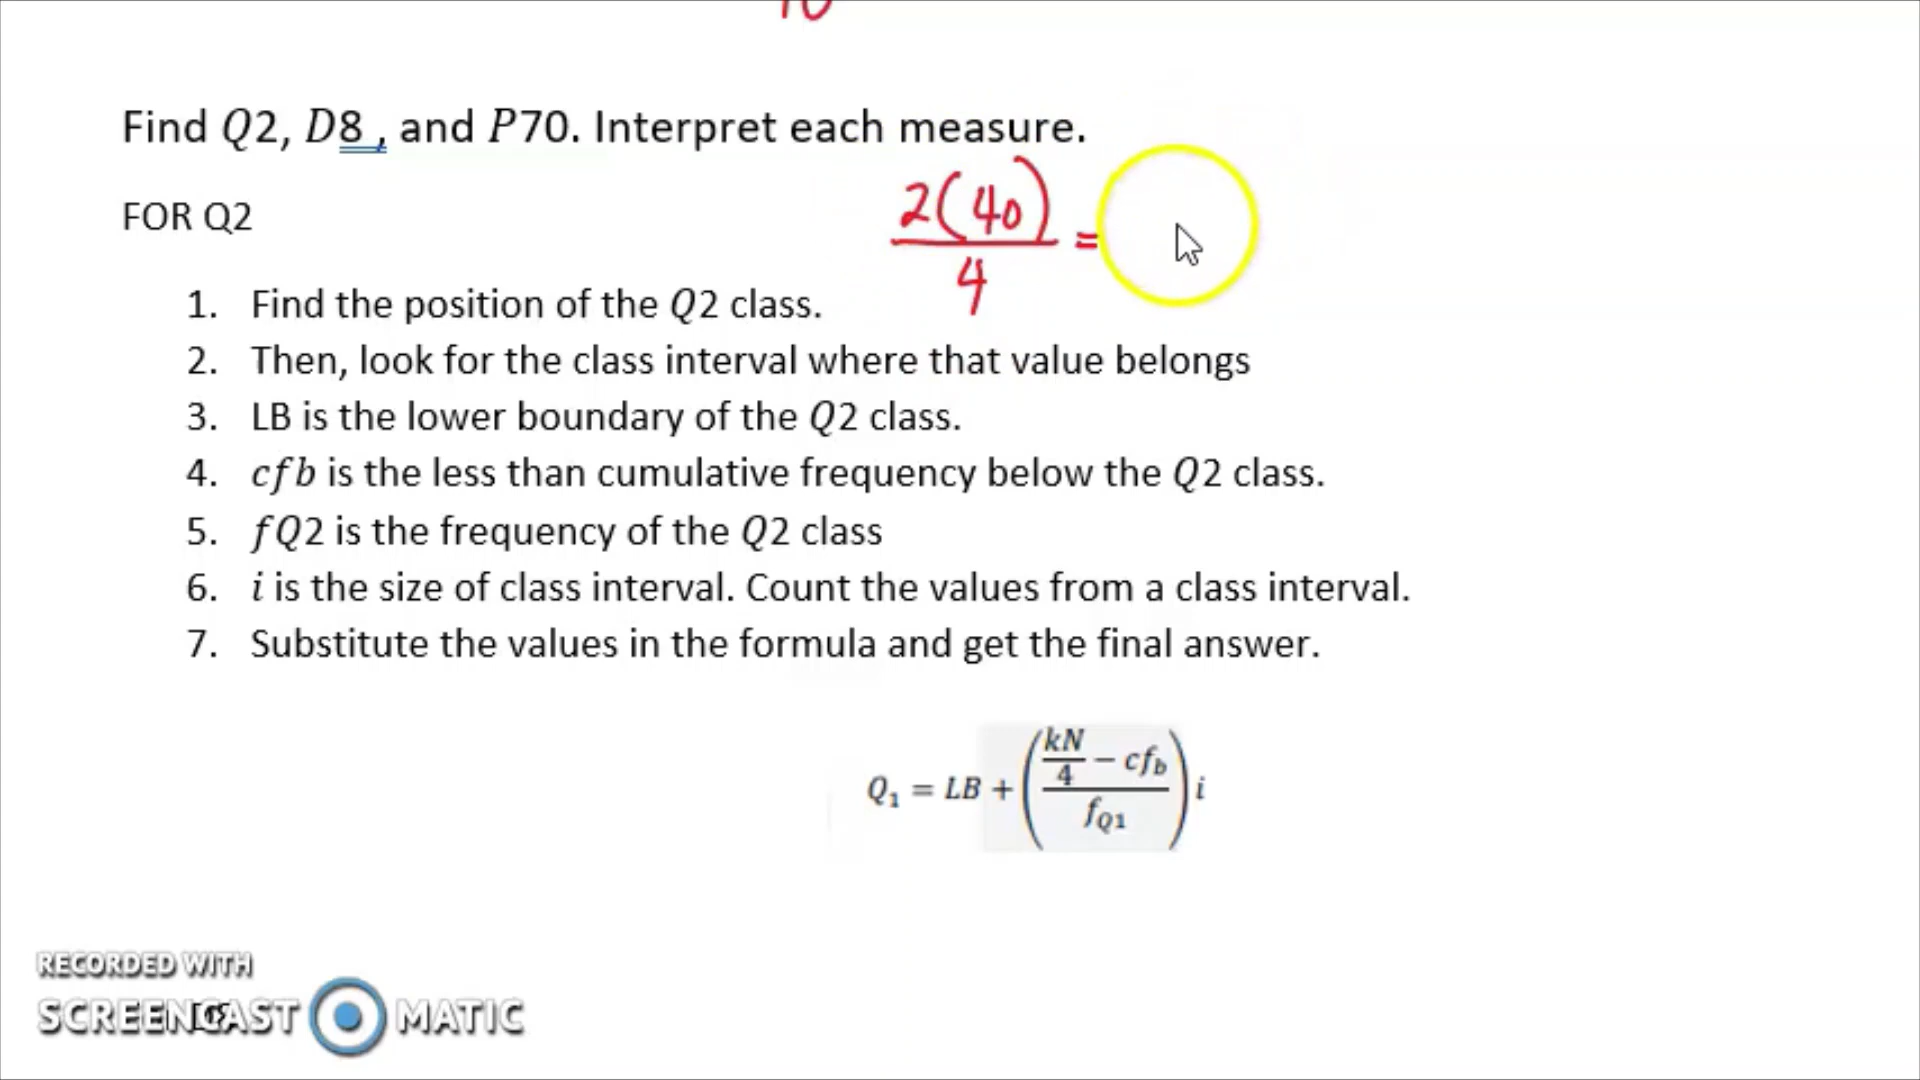 Find Q2, D8 , and P70. Interpret each measure.
2(40)
=
4
FOR Q2
1. Find the position of the Q2 class.
2. Then, look for the class interval where that value belongs
3. LB is the lower boundary of the Q2 class.
4. cfb is the less than cumulative frequency below the Q2 class.
5. fQ2 is the frequency of the Q2 class
6. i is the size of class interval. Count the values from a class interval.
7. Substitute the values in the formula and get the final answer.
Q₁ = LB + ( (kN/4 − cf_b) / f_Q1 ) i
RECORDED WITH
SCREENCAST MATIC